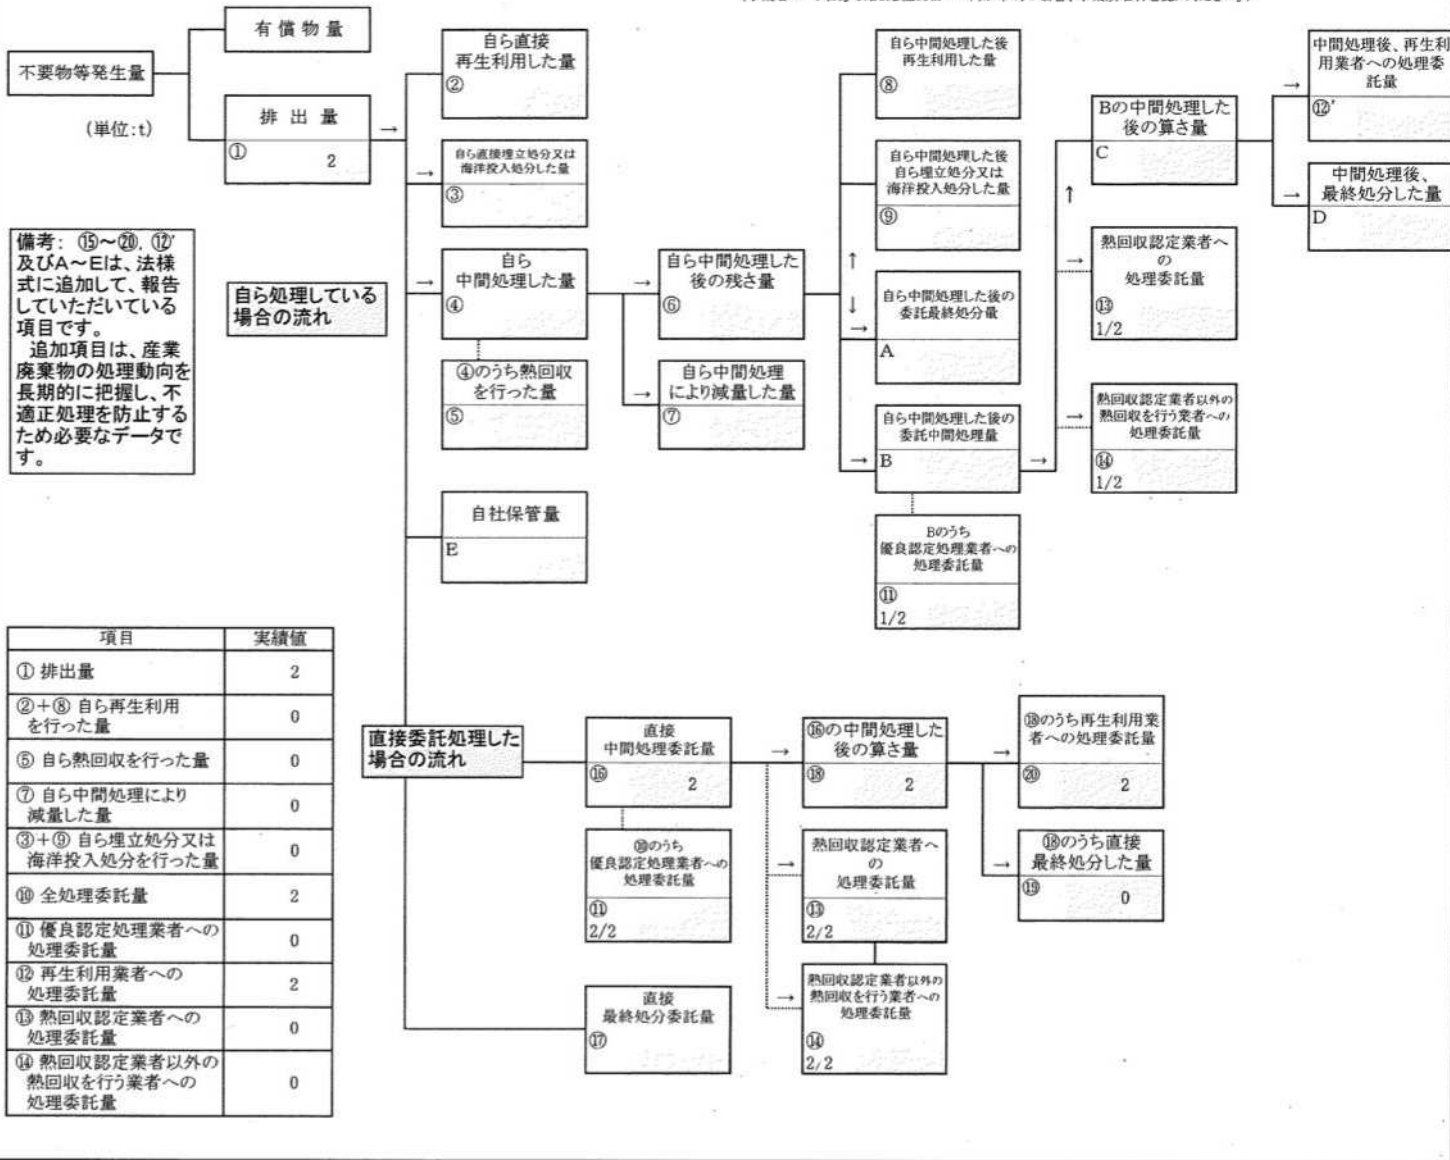 有償物量
不要物等発生量
(単位:t)
排出量
①
2
→
自ら直接
再生利用した量
②
→
自ら直接埋立処分又は
海洋投入処分した量
③
備考: ⑮~⑳, ⑫'
及びA~Eは、法様
式に追加して、報告
していただいている
項目です。
追加項目は、産業
廃棄物の処理動向を
長期的に把握し、不
適正処理を防止する
ため必要なデータで
す。
自ら処理している
場合の流れ
→
自ら
中間処理した量
④
④のうち熱回収
を行った量
⑤
自社保管量
E
→
自ら中間処理した
後の残さ量
⑥
→
自ら中間処理
により減量した量
⑦
自ら中間処理した後
再生利用した量
⑧
自ら中間処理した後
自ら埋立処分又は
海洋投入処分した量
⑨
↑
↓
→
自ら中間処理した後の
委託最終処分量
A
→
自ら中間処理した後の
委託中間処理量
B
Bのうち
優良認定処理業者への
処理委託量
⑪
1/2
→
↑
Bの中間処理した
後の算さ量
C
→
熱回収認定業者へ
の
処理委託量
⑬
1/2
→
熱回収認定業者以外の
熱回収を行う業者への
処理委託量
⑭
1/2
→
中間処理後、再生利
用業者への処理委
託量
⑫'
→
中間処理後、
最終処分した量
D
項目 実績値
① 排出量 2
②+⑧ 自ら再生利用
を行った量 0
⑤ 自ら熱回収を行った量 0
⑦ 自ら中間処理により
減量した量 0
③+⑨ 自ら埋立処分又は
海洋投入処分を行った量 0
⑩ 全処理委託量 2
⑪ 優良認定処理業者への
処理委託量 0
⑫ 再生利用業者への
処理委託量 2
⑬ 熱回収認定業者への
処理委託量 0
⑭ 熱回収認定業者以外の
熱回収を行う業者への
処理委託量 0
直接委託処理した
場合の流れ
直接
中間処理委託量
⑯
2
⑩のうち
優良認定処理業者への
処理委託量
⑪
2/2
直接
最終処分委託量
⑰
→
⑯の中間処理した
後の算さ量
⑱
2
→
熱回収認定業者へ
の
処理委託量
⑬
2/2
→
熱回収認定業者以外の
熱回収を行う業者への
処理委託量
⑭
2/2
→
⑱のうち再生利用業
者への処理委託量
⑳
2
→
⑱のうち直接
最終処分した量
⑲
0